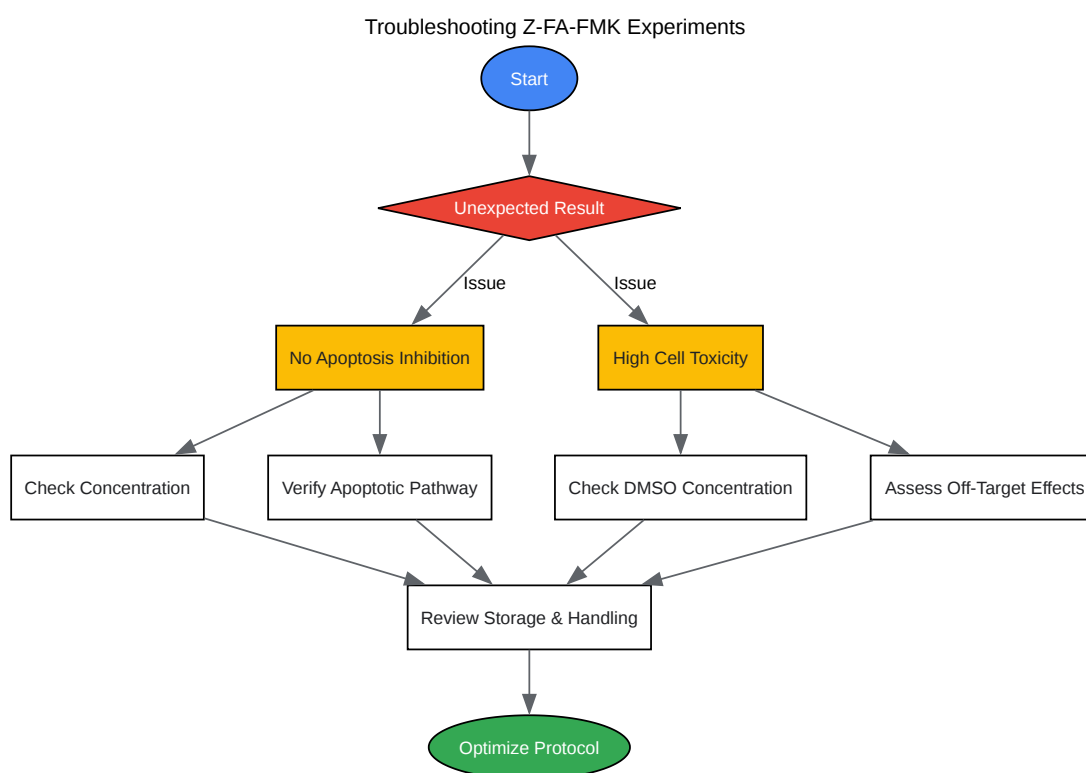 Troubleshooting Z-FA-FMK Experiments
Start
Unexpected Result
Issue
Issue
No Apoptosis Inhibition
High Cell Toxicity
Check Concentration
Verify Apoptotic Pathway
Check DMSO Concentration
Assess Off-Target Effects
Review Storage & Handling
Optimize Protocol